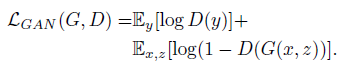 ℒ_GAN(G, D) = 𝔼_y[log D(y)]+
𝔼_x,z[log(1 − D(G(x, z))].